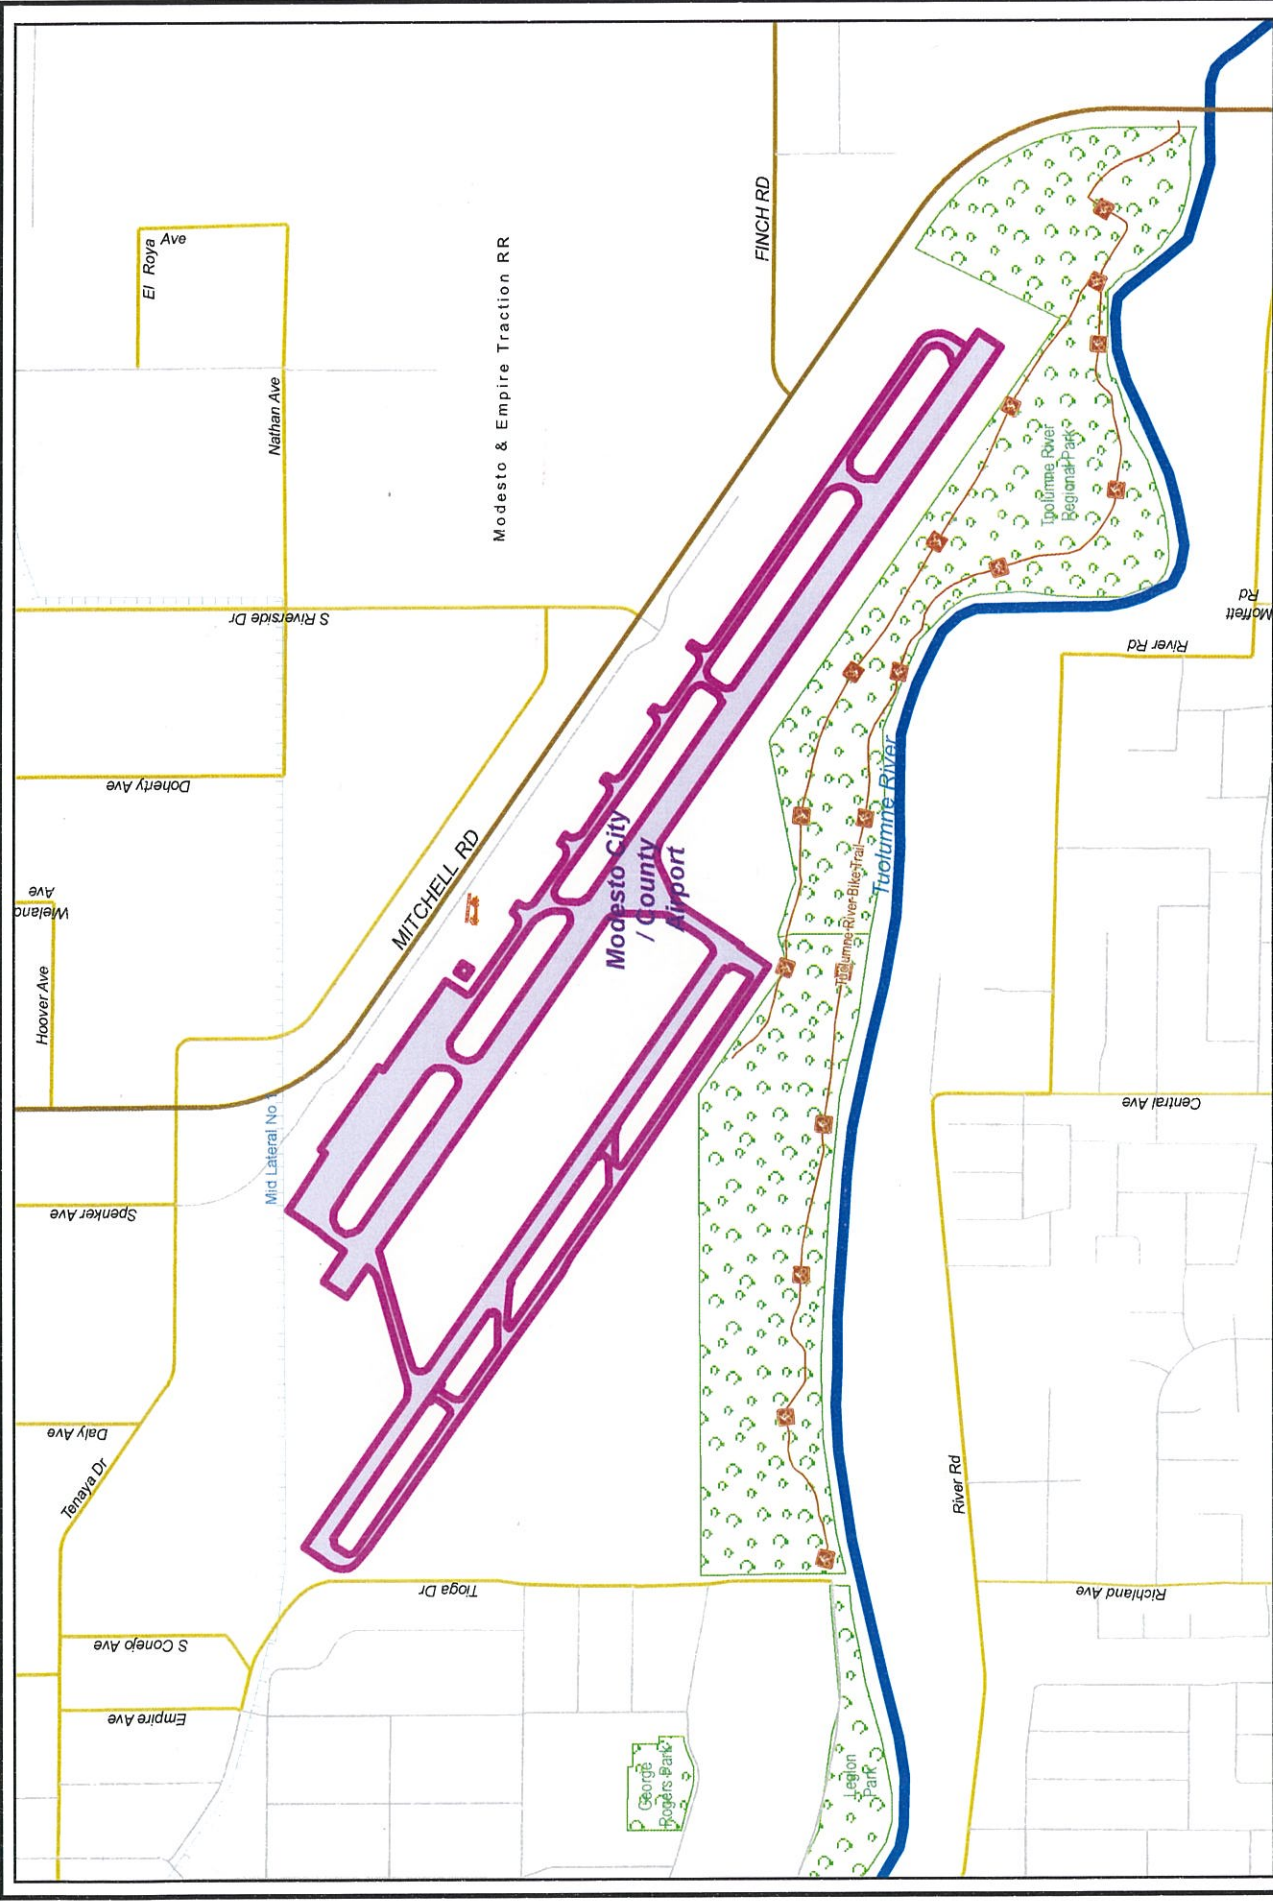 Wieland
Ave
Hoover Ave
Doherty Ave
El Roya
Ave
Nathan Ave
S Riverside Dr
Modesto & Empire Traction RR
FINCH RD
MITCHELL RD
Mid Lateral No 1
Spenker Ave
Daly Ave
Tenaya Dr
S Conejo Ave
Empire Ave
Tioga Dr
Modesto City
/ County
Airport
Tuolumne River
Regional Park
Tuolumne River Bike Trail
Tuolumne River
George
Rogers Park
Legion
Park
River Rd
Richland Ave
Central Ave
River Rd
Moffett
Rd